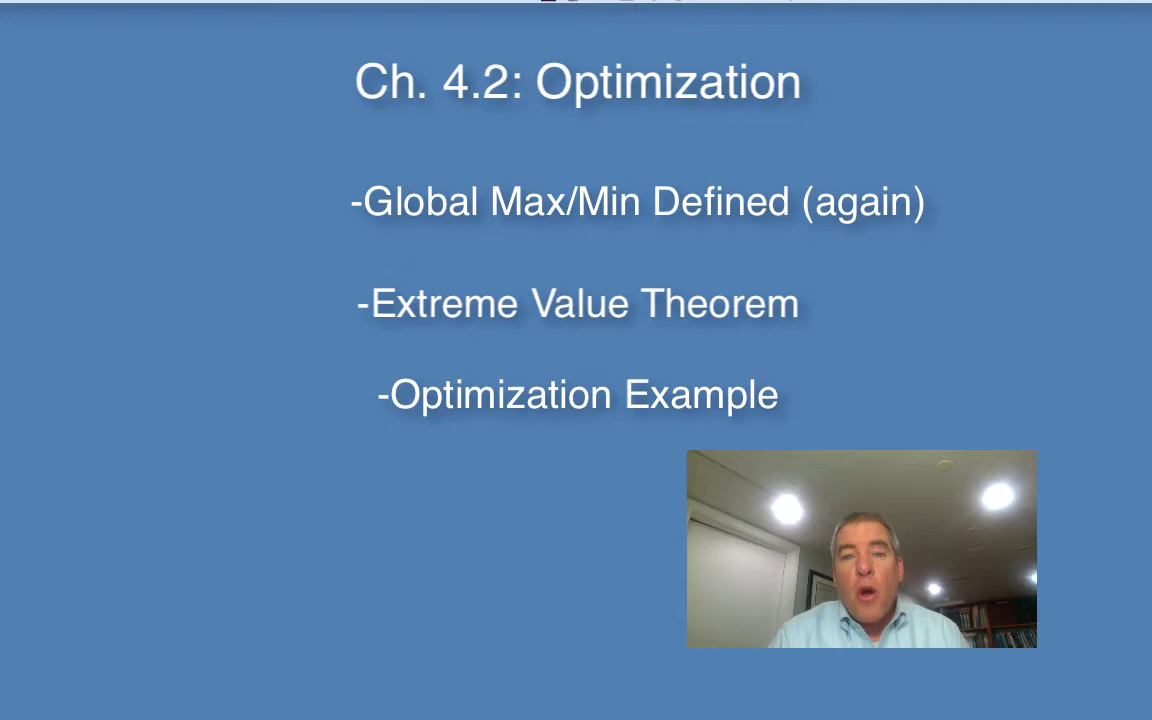 Ch. 4.2: Optimization
-Global Max/Min Defined (again)
-Extreme Value Theorem
-Optimization Example